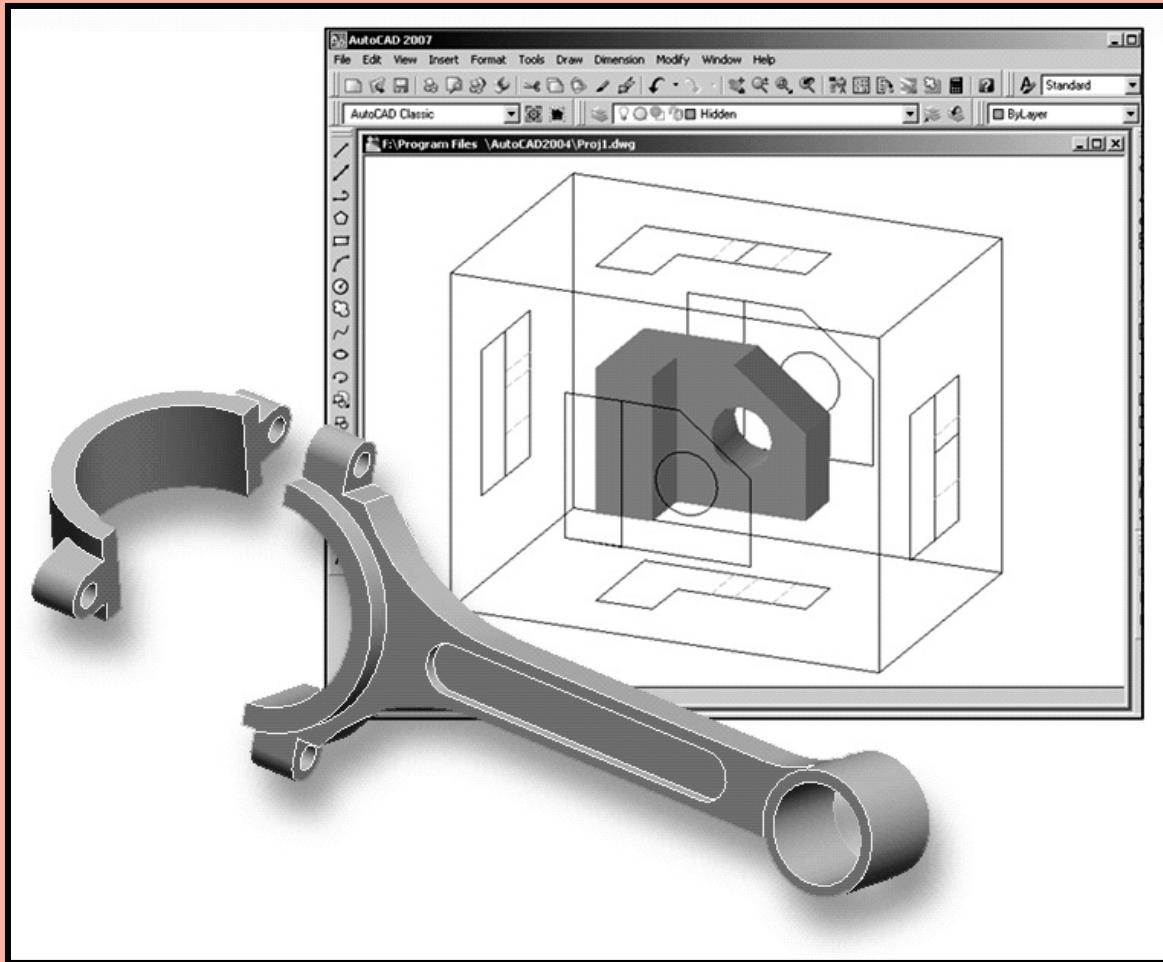 AutoCAD 2007
File Edit View Insert Format Tools Draw Dimension Modify Window Help
Standard
AutoCAD Classic Hidden ByLayer
F:\Program Files \AutoCAD2004\Proj1.dwg